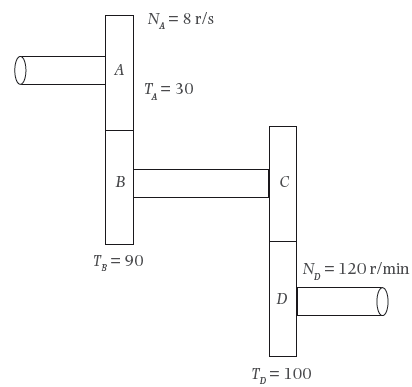 N_A = 8 r/s
A
T_A = 30
B
C
T_B = 90
N_D = 120 r/min
D
T_D = 100